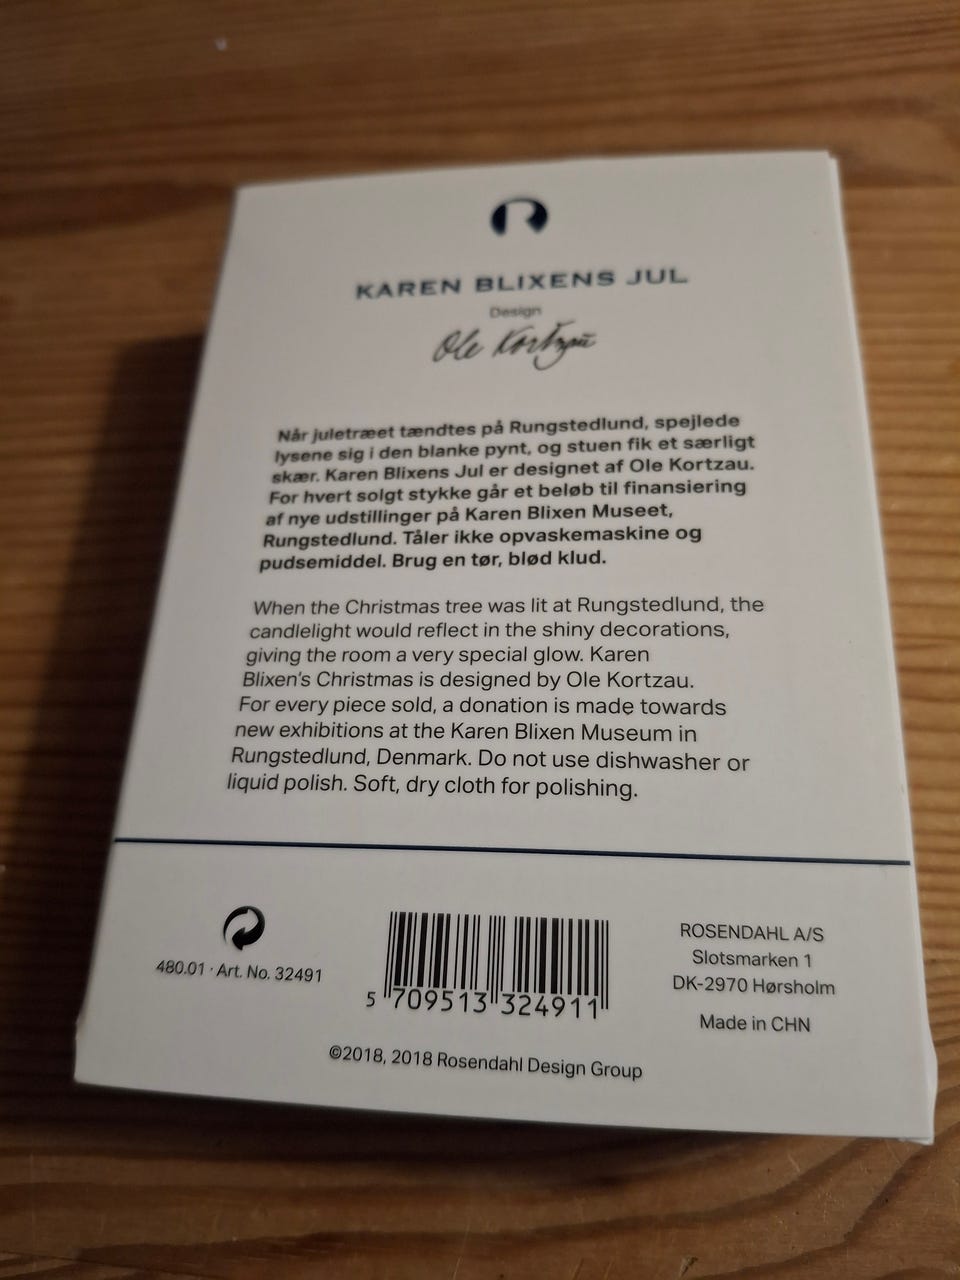 KAREN BLIXENS JUL
Design
Ole Kortzau
Når juletræet tændtes på Rungstedlund, spejlede
lysene sig i den blanke pynt, og stuen fik et særligt
skær. Karen Blixens Jul er designet af Ole Kortzau.
For hvert solgt stykke går et beløb til finansiering
af nye udstillinger på Karen Blixen Museet,
Rungstedlund. Tåler ikke opvaskemaskine og
pudsemiddel. Brug en tør, blød klud.
When the Christmas tree was lit at Rungstedlund, the
candlelight would reflect in the shiny decorations,
giving the room a very special glow. Karen
Blixen's Christmas is designed by Ole Kortzau.
For every piece sold, a donation is made towards
new exhibitions at the Karen Blixen Museum in
Rungstedlund, Denmark. Do not use dishwasher or
liquid polish. Soft, dry cloth for polishing.
480.01 · Art. No. 32491
5 709513 324911
ROSENDAHL A/S
Slotsmarken 1
DK-2970 Hørsholm
Made in CHN
©2018, 2018 Rosendahl Design Group